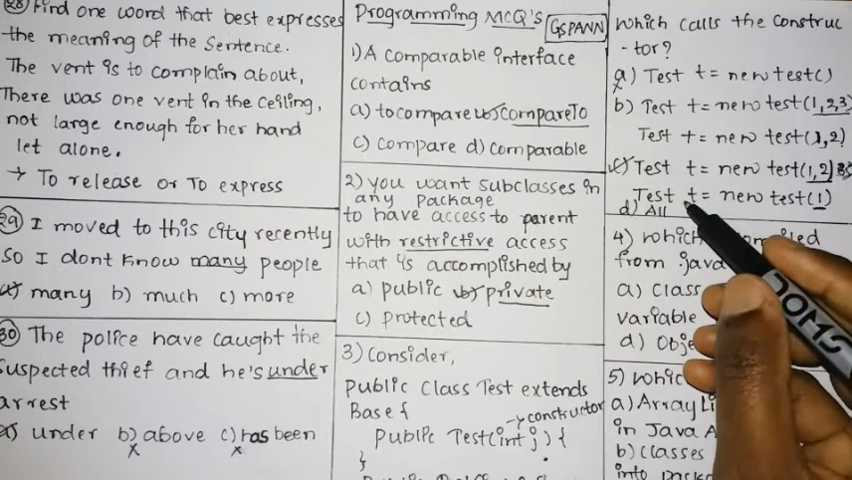 28) Find one word that best expresses
the meaning of the Sentence.
The vent is to complain about,
There was one vent in the ceiling,
not large enough for her hand
let alone.
→ To release or To express
29) I moved to this city recently
so I dont know many people
a) many b) much c) more
30) The police have caught the
suspected thief and he's under
arrest
a) under b) above c) has been
x x
Programming MCQ's
GSPANN
1) A comparable interface
contains
a) tocompare b) compareTo
c) compare d) comparable
2) you want subclasses in
any package
to have access to parent
with restrictive access
that is accomplished by
a) public b) private
c) protected
3) Consider,
public class Test extends
Base {
→ constructor
public Test(int j) {
}
which calls the construc
-tor?
a) Test t = new test()
x
b) Test t = new test(1,2,3)
Test t = new test(1,2)
c) Test t = new test(1,2)
Test t = new test(1)
d) All
4) which
from .java
a) class
variable
d)
5)
a)
in Java
b) classes
into